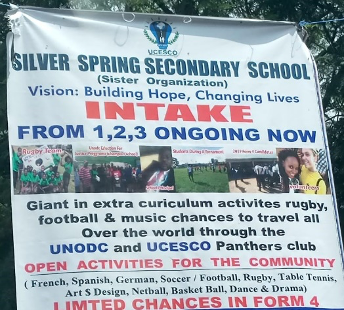 UCESCO
SILVER SPRING SECONDARY SCHOOL
(Sister Organization)
Vision: Building Hope, Changing Lives
INTAKE
FROM 1,2,3 ONGOING NOW
Rugby Team
Giant in extra curiculum activites rugby,
football & music chances to travel all
Over the world through the
UNODC and UCESCO Panthers club
OPEN ACTIVITIES FOR THE COMMUNITY
( French, Spanish, German, Soccer / Football, Rugby, Table Tennis,
Art $ Design, Netball, Basket Ball, Dance & Drama)
LIMTED CHANCES IN FORM 4